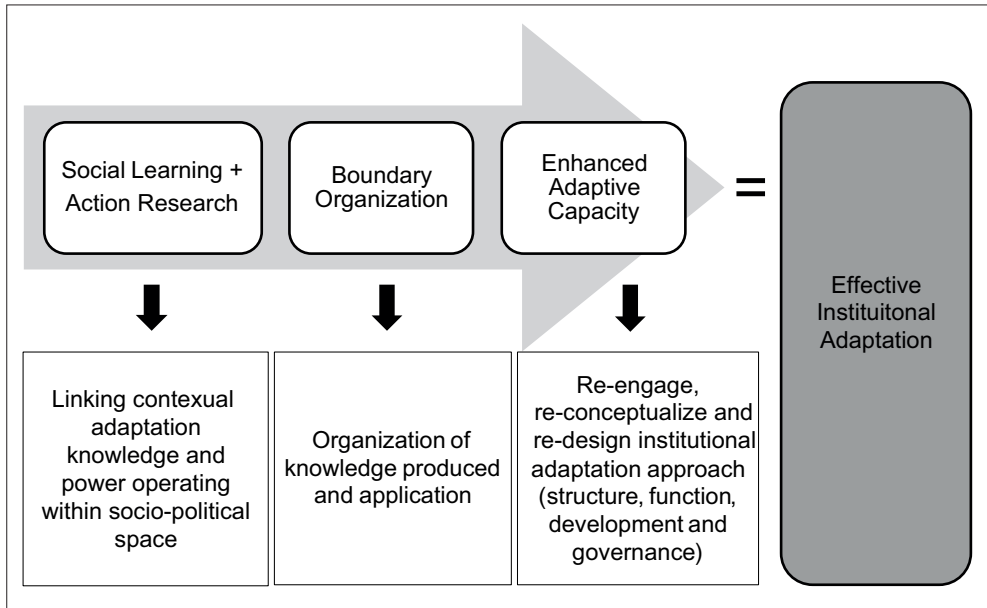 Social Learning +
Action Research
Boundary
Organization
Enhanced
Adaptive
Capacity
=
Effective
Instituitonal
Adaptation
Linking contexual
adaptation
knowledge and
power operating
within socio-political
space
Organization of
knowledge produced
and application
Re-engage,
re-conceptualize and
re-design institutional
adaptation approach
(structure, function,
development and
governance)